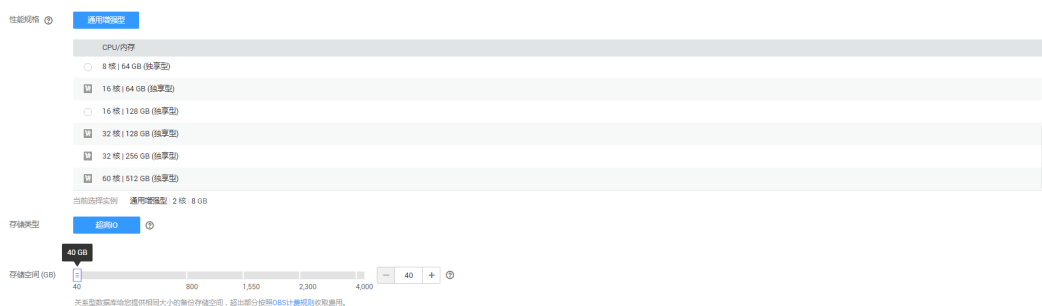 性能规格
通用增强型
CPU/内存
8 核 | 64 GB (独享型)
16 核 | 64 GB (独享型)
16 核 | 128 GB (独享型)
32 核 | 128 GB (独享型)
32 核 | 256 GB (独享型)
60 核 | 512 GB (独享型)
当前选择实例 通用增强型 2 核 8 GB
存储类型 超高IO
40 GB
存储空间 (GB) 40 800 1,550 2,300 4,000 − 40 +
关系型数据库给您提供相同大小的备份存储空间，超出部分按照OBS计费规则收取费用。